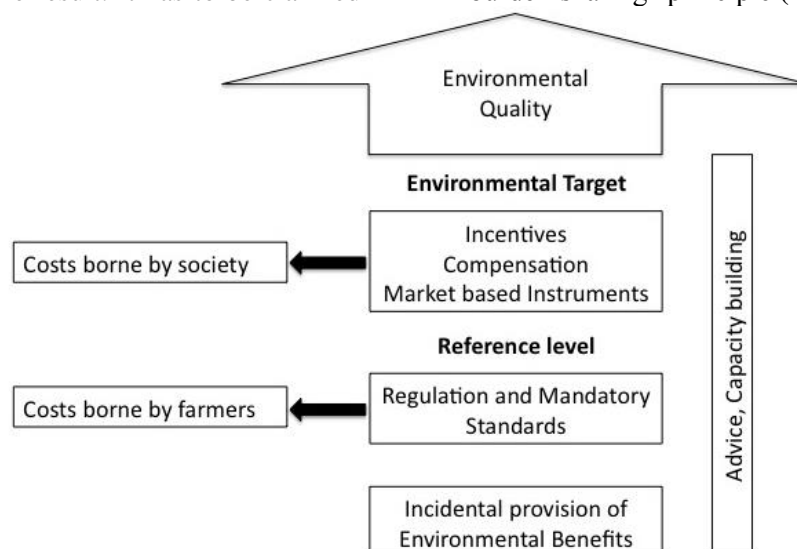 Environmental
Quality
Environmental Target
Incentives
Compensation
Market based Instruments
Costs borne by society
Reference level
Regulation and Mandatory
Standards
Costs borne by farmers
Incidental provision of
Environmental Benefits
Advice, Capacity building